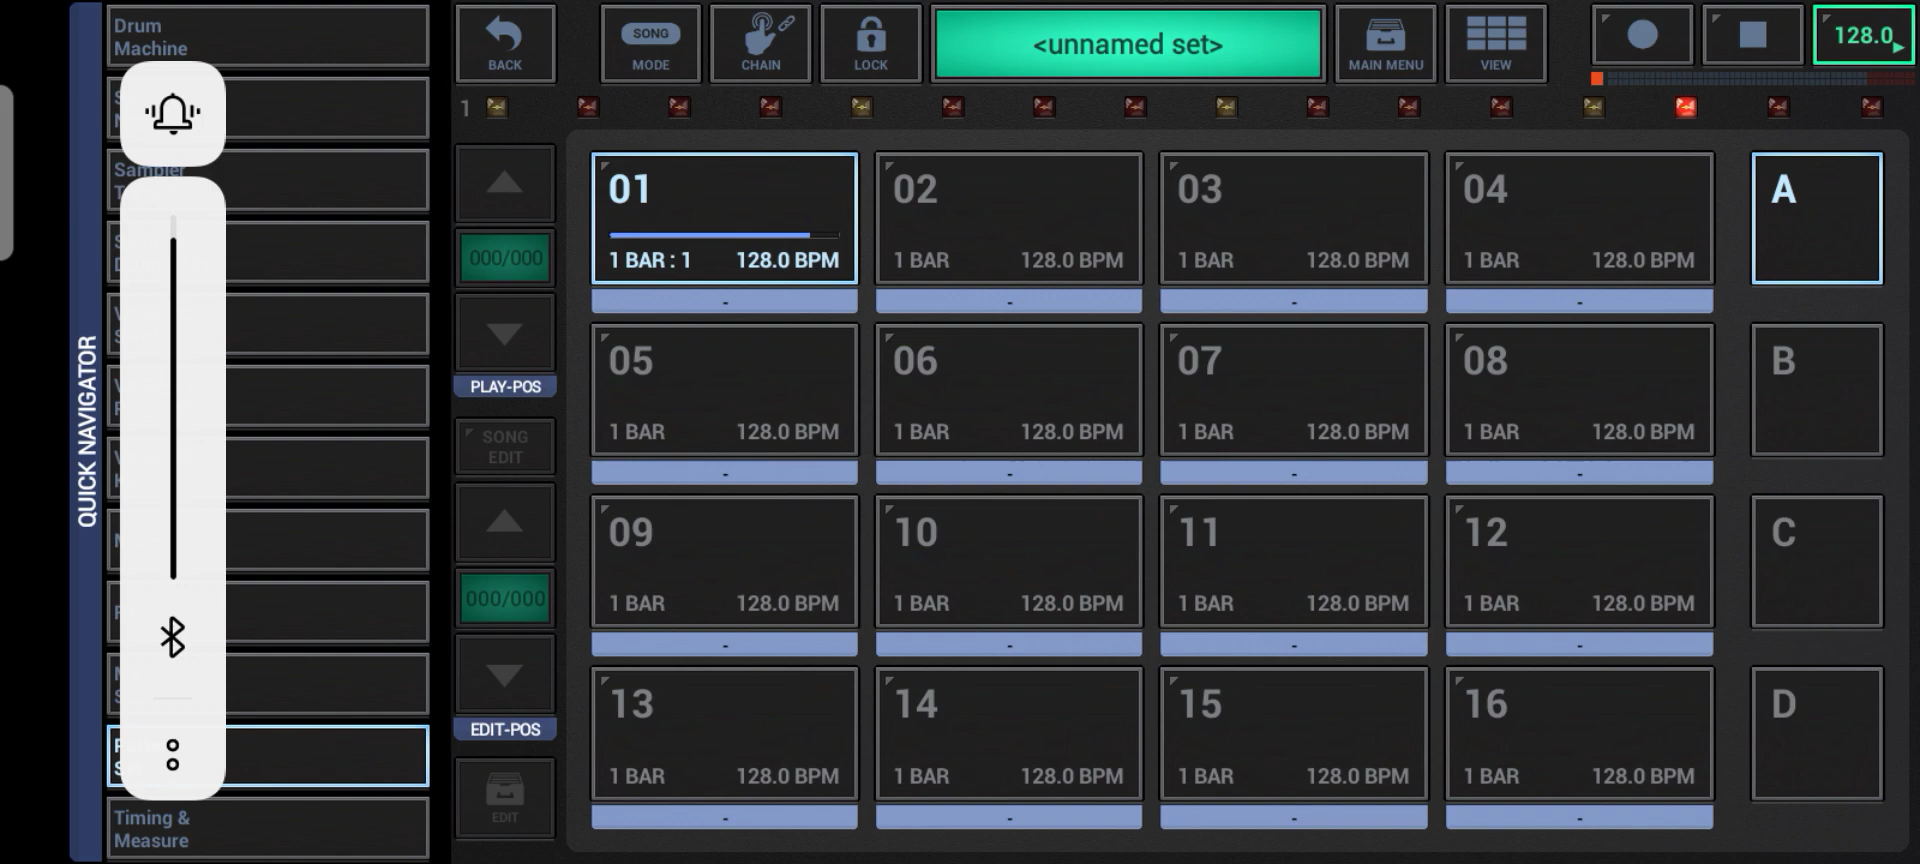 Drum
Machine
BACK
SONG
MODE
CHAIN
LOCK
<unnamed set>
MAIN MENU
VIEW
128.0
1
QUICK NAVIGATOR
Sampler
Timing &
Measure
000/000
PLAY-POS
SONG
EDIT
000/000
EDIT-POS
EDIT
01
1 BAR : 1 128.0 BPM
-
02
1 BAR 128.0 BPM
-
03
1 BAR 128.0 BPM
-
04
1 BAR 128.0 BPM
-
A
05
1 BAR 128.0 BPM
-
06
1 BAR 128.0 BPM
-
07
1 BAR 128.0 BPM
-
08
1 BAR 128.0 BPM
-
B
09
1 BAR 128.0 BPM
-
10
1 BAR 128.0 BPM
-
11
1 BAR 128.0 BPM
-
12
1 BAR 128.0 BPM
-
C
13
1 BAR 128.0 BPM
-
14
1 BAR 128.0 BPM
-
15
1 BAR 128.0 BPM
-
16
1 BAR 128.0 BPM
-
D